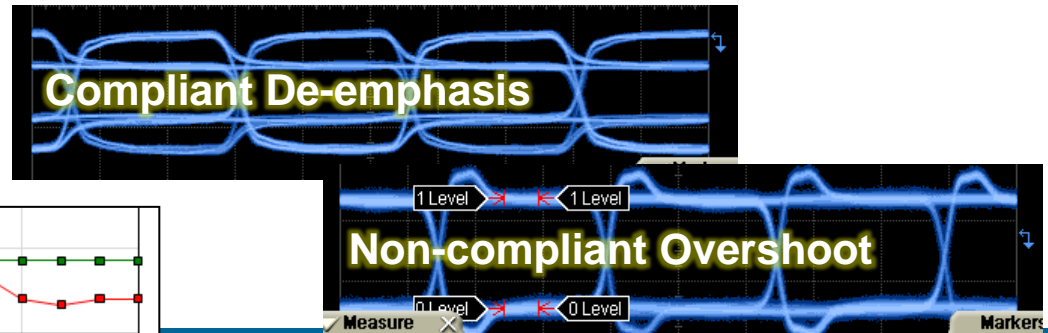 Compliant De-emphasis
1 Level 1 Level
Non-compliant Overshoot
0 Level 0 Level
Measure
Markers